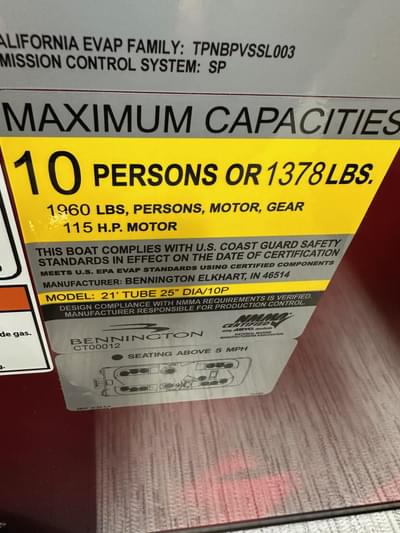 ALIFORNIA EVAP FAMILY: TPNBPVSSL003
MISSION CONTROL SYSTEM: SP
MAXIMUM CAPACITIES
10 PERSONS OR 1378 LBS.
1960 LBS, PERSONS, MOTOR, GEAR
115 H.P. MOTOR
THIS BOAT COMPLIES WITH U.S. COAST GUARD SAFETY
STANDARDS IN EFFECT ON THE DATE OF CERTIFICATION
MEETS U.S. EPA EVAP STANDARDS USING CERTIFIED COMPONENTS
MANUFACTURER: BENNINGTON ELKHART, IN 46514
MODEL: 21' TUBE 25" DIA/10P
DESIGN COMPLIANCE WITH NMMA REQUIREMENTS IS VERIFIED.
MANUFACTURER RESPONSIBLE FOR PRODUCTION CONTROL.
BENNINGTON
CT00012
NMMA
CERTIFIED
SEATING ABOVE 5 MPH
de gas.